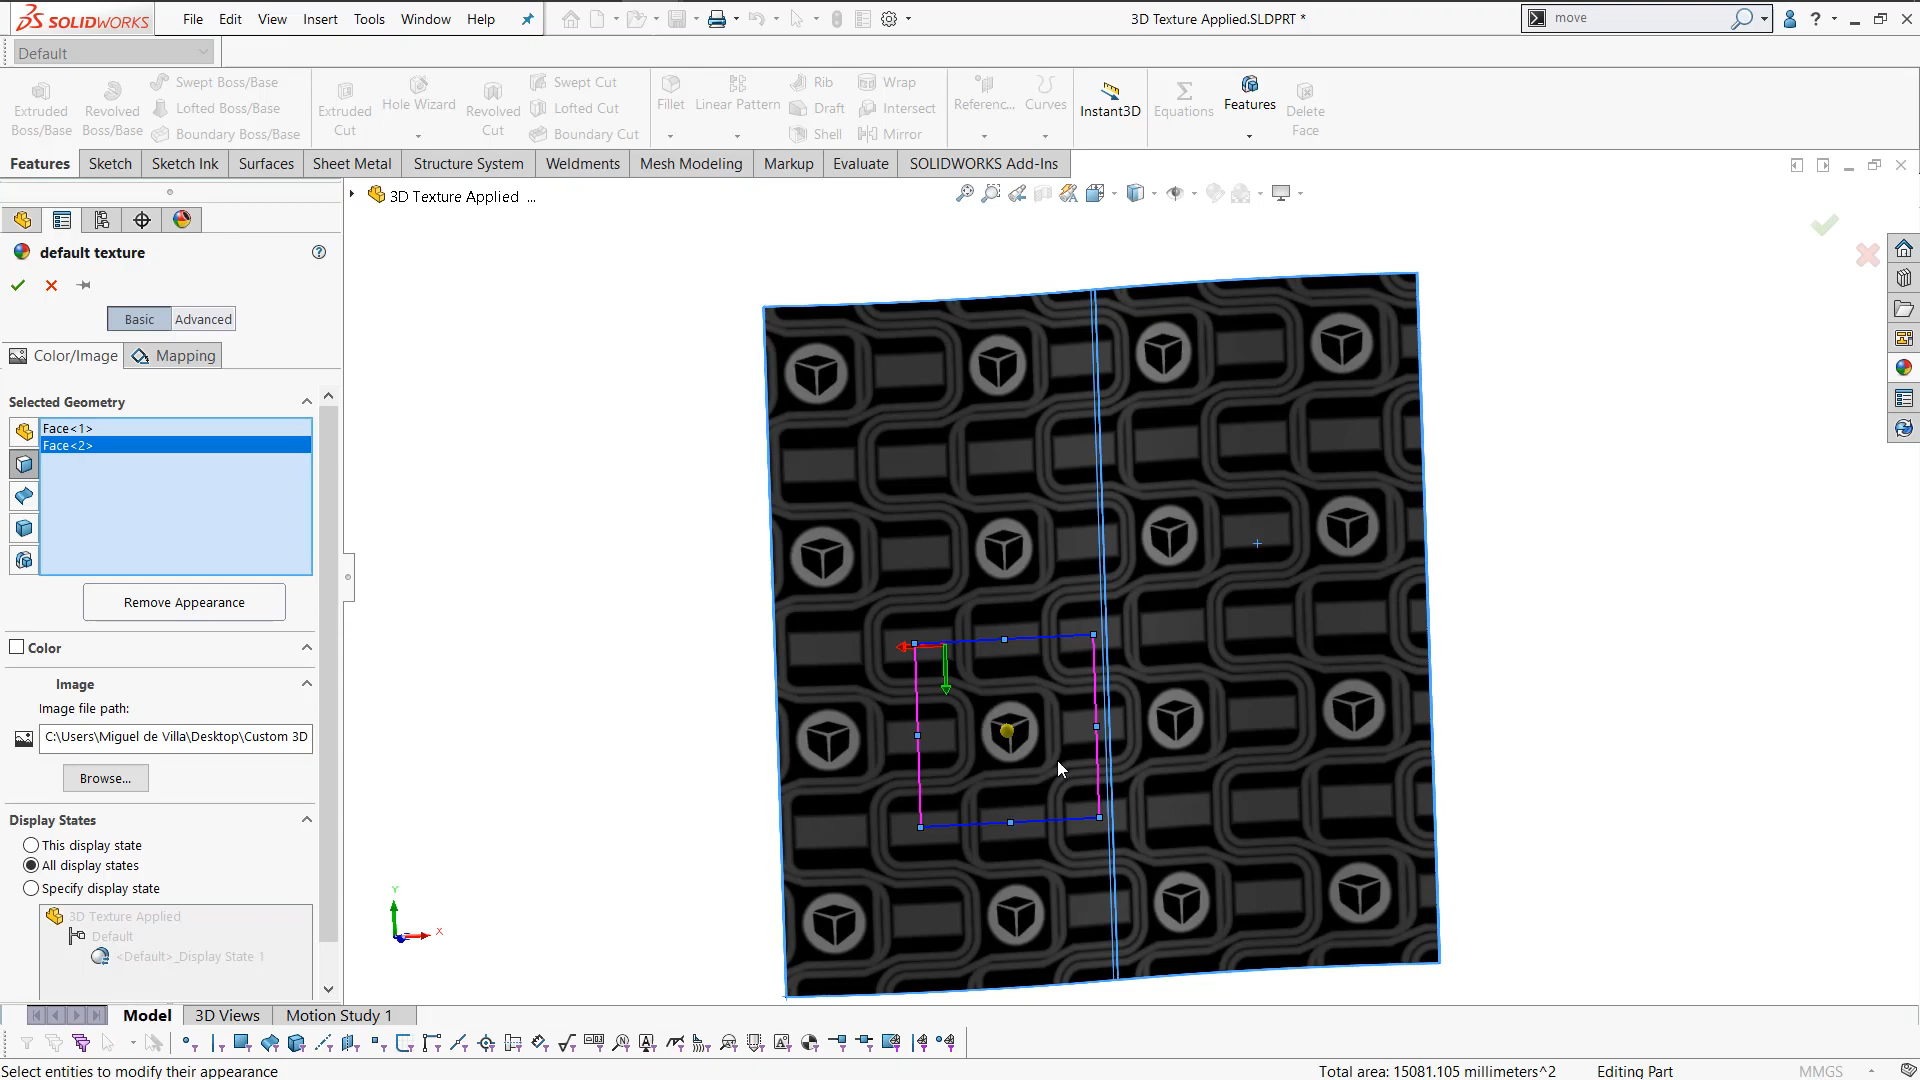 SOLIDWORKS File Edit View Insert Tools Window Help 3D Texture Applied.SLDPRT * move
Default
Extruded Boss/Base
Revolved Boss/Base
Swept Boss/Base
Lofted Boss/Base
Boundary Boss/Base
Extruded Cut
Hole Wizard
Revolved Cut
Swept Cut
Lofted Cut
Boundary Cut
Fillet
Linear Pattern
Rib
Draft
Shell
Wrap
Intersect
Mirror
Referenc...
Curves
Instant3D
Equations
Features
Delete Face
Features Sketch Sketch Ink Surfaces Sheet Metal Structure System Weldments Mesh Modeling Markup Evaluate SOLIDWORKS Add-Ins
3D Texture Applied ...
default texture
Basic Advanced
Color/Image Mapping
Selected Geometry
Face<1>
Face<2>
Remove Appearance
Color
Image
Image file path:
C:\Users\Miguel de Villa\Desktop\Custom 3D
Browse...
Display States
This display state
All display states
Specify display state
3D Texture Applied
Default
<Default>_Display State 1
Y
X
Model 3D Views Motion Study 1
Select entities to modify their appearance Total area: 15081.105 millimeters^2 Editing Part MMGS